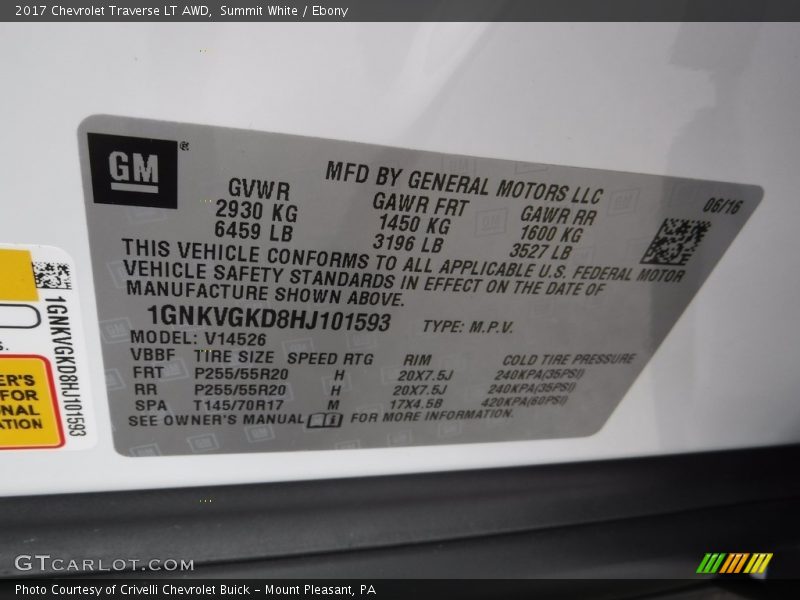 2017 Chevrolet Traverse LT AWD,  Summit White / Ebony
GM®
MFD BY GENERAL MOTORS LLC
06/16
GVWR GAWR FRT GAWR RR
2930 KG 1450 KG 1600 KG
6459 LB 3196 LB 3527 LB
THIS VEHICLE CONFORMS TO ALL APPLICABLE U.S. FEDERAL MOTOR
VEHICLE SAFETY STANDARDS IN EFFECT ON THE DATE OF
MANUFACTURE SHOWN ABOVE.
1GNKVGKD8HJ101593 TYPE: M.P.V.
MODEL: V14526
VBBF TIRE SIZE SPEED RTG RIM COLD TIRE PRESSURE
FRT P255/55R20 H 20X7.5J 240KPA(35PSI)
RR P255/55R20 H 20X7.5J 240KPA(35PSI)
SPA T145/70R17 M 17X4.5B 420KPA(60PSI)
SEE OWNER'S MANUAL FOR MORE INFORMATION.
1GNKVGKD8HJ101593
S.
ER'S
FOR
ONAL
ATION
GTCARLOT.COM
Photo Courtesy of Crivelli Chevrolet Buick – Mount Pleasant, PA